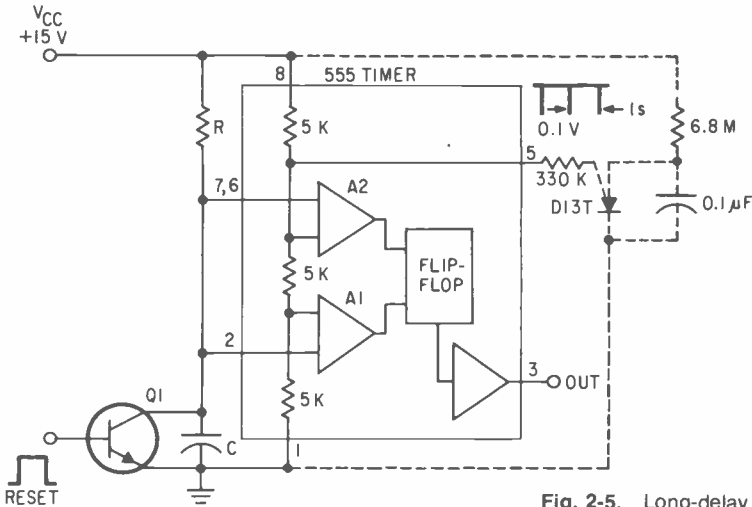 VCC
+15 V
8
555 TIMER
R
5 K
0.1 V
1s
6.8 M
5
330 K
D13T
0.1 μF
7,6
A2
5 K
FLIP-
FLOP
A1
2
3
OUT
Q1
5 K
C
1
RESET
Fig. 2-5. Long-delay